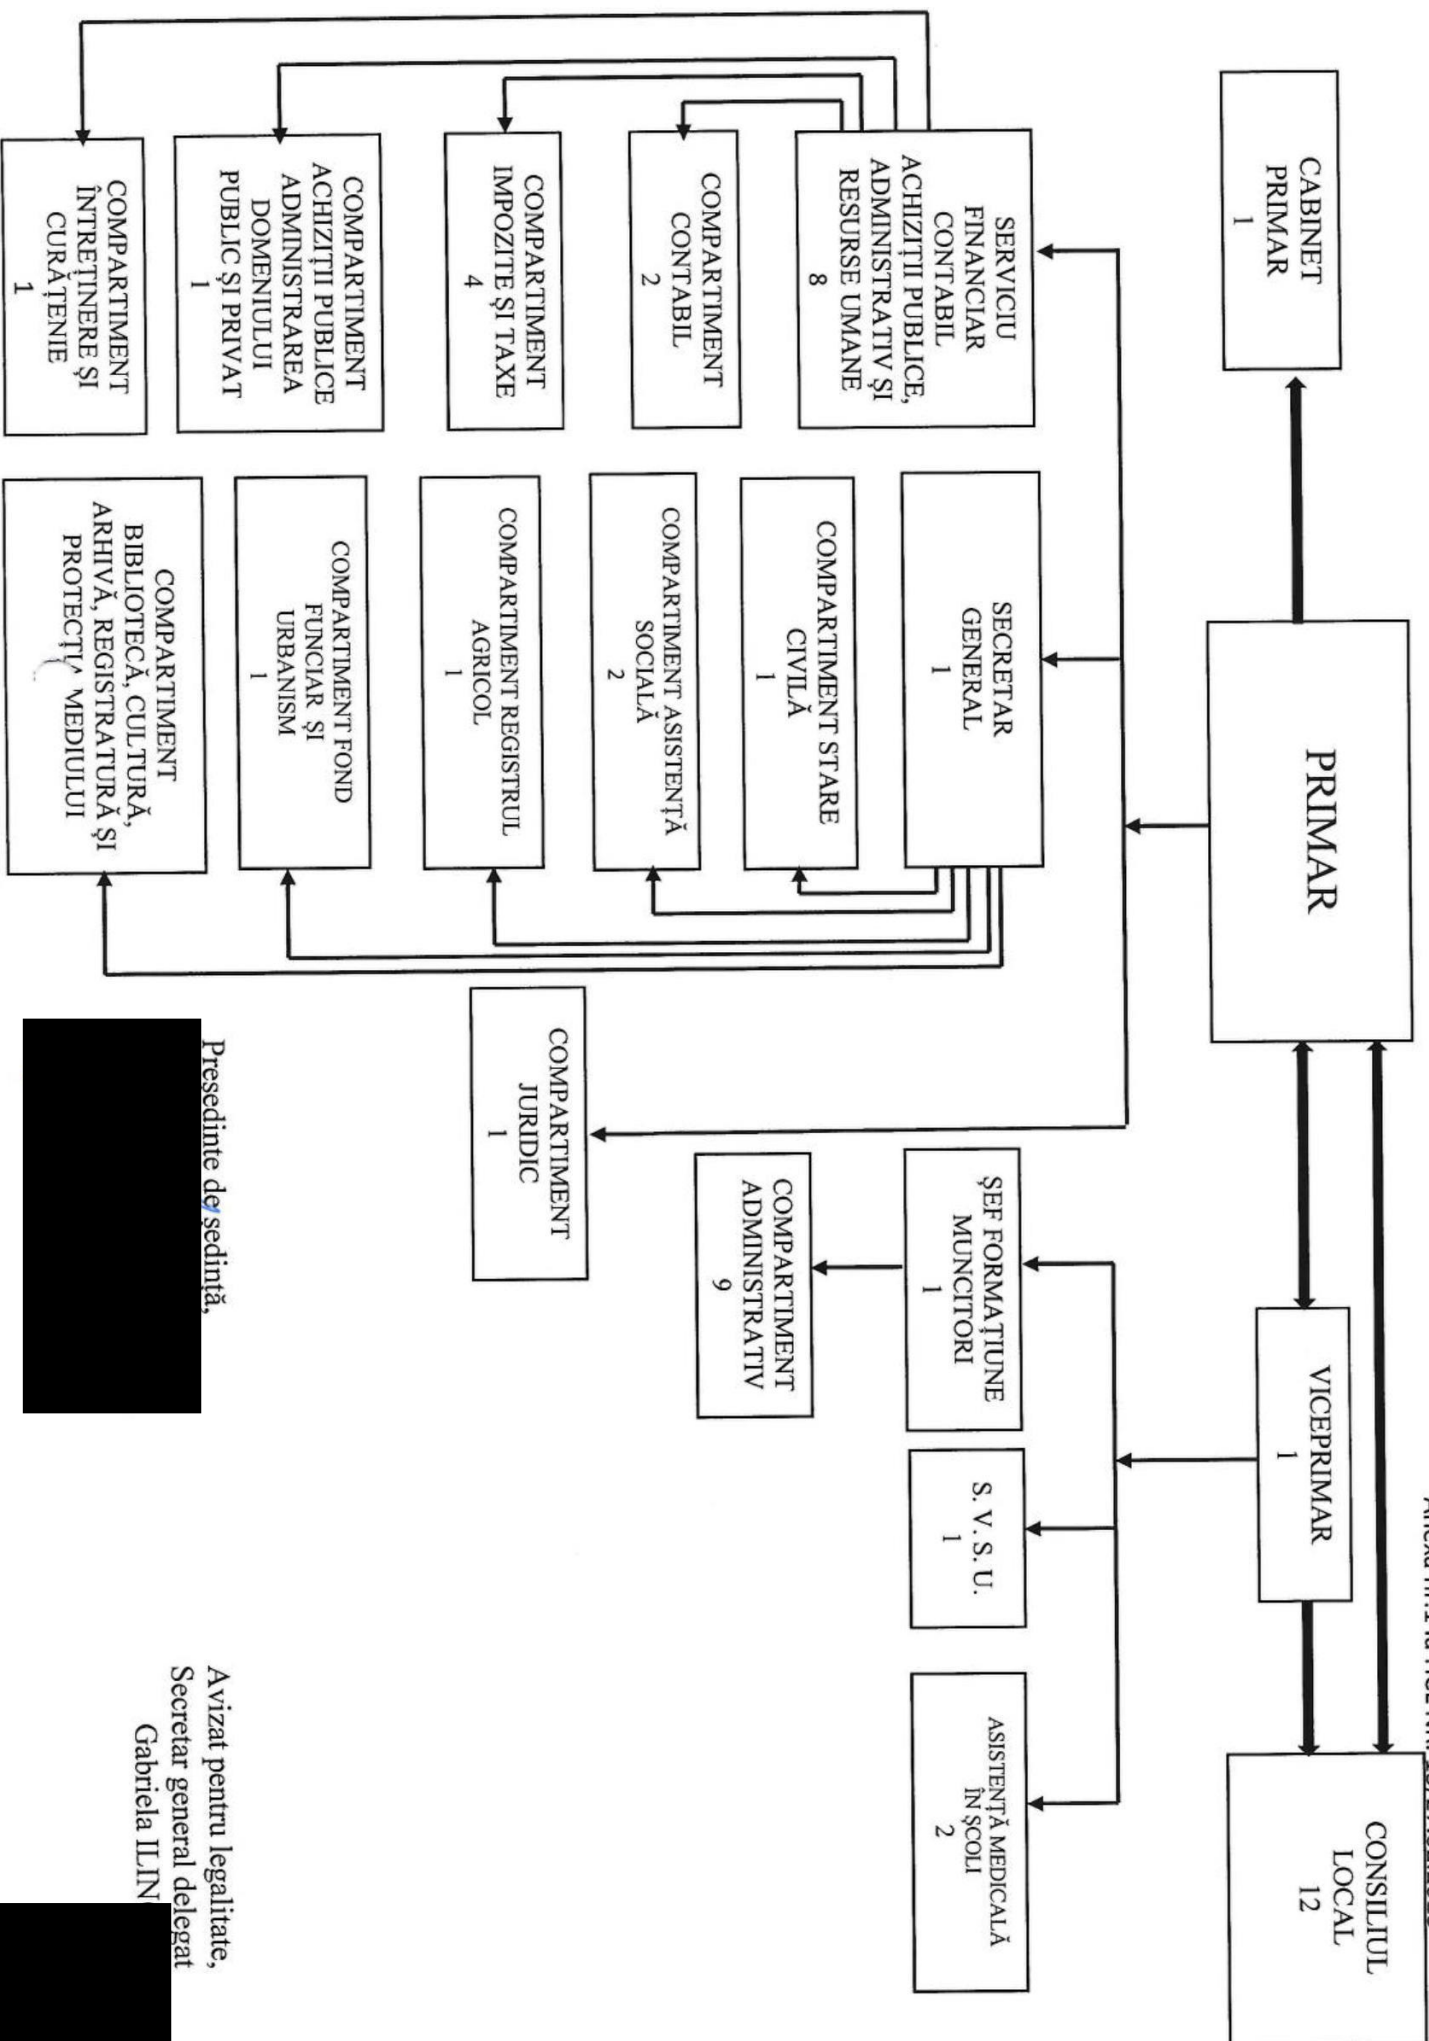 CABINET
PRIMAR
1
PRIMAR
VICEPRIMAR
1
CONSILIUL
LOCAL
12
SERVICIU
FINANCIAR
CONTABIL
ACHIZIȚII PUBLICE,
ADMINISTRATIV ȘI
RESURSE UMANE
8
SECRETAR
GENERAL
1
ȘEF FORMAȚIUNE
MUNCITORI
1
S. V. S. U.
1
ASISTENȚĂ MEDICALĂ
ÎN ȘCOLI
2
COMPARTIMENT
CONTABIL
2
COMPARTIMENT STARE
CIVILĂ
1
COMPARTIMENT
ADMINISTRATIV
9
COMPARTIMENT
IMPOZITE ȘI TAXE
4
COMPARTIMENT ASISTENȚĂ
SOCIALĂ
2
COMPARTIMENT
JURIDIC
1
COMPARTIMENT
ACHIZIȚII PUBLICE
ADMINISTRAREA
DOMENIULUI
PUBLIC ȘI PRIVAT
1
COMPARTIMENT REGISTRUL
AGRICOL
1
COMPARTIMENT
ÎNTREȚINERE ȘI
CURĂȚENIE
1
COMPARTIMENT FOND
FUNCIAR ȘI
URBANISM
1
COMPARTIMENT
BIBLIOTECĂ, CULTURĂ,
ARHIVĂ, REGISTRATURĂ ȘI
PROTECȚIA MEDIULUI
Președinte de ședință,
Avizat pentru legalitate,
Secretar general delegat
Gabriela